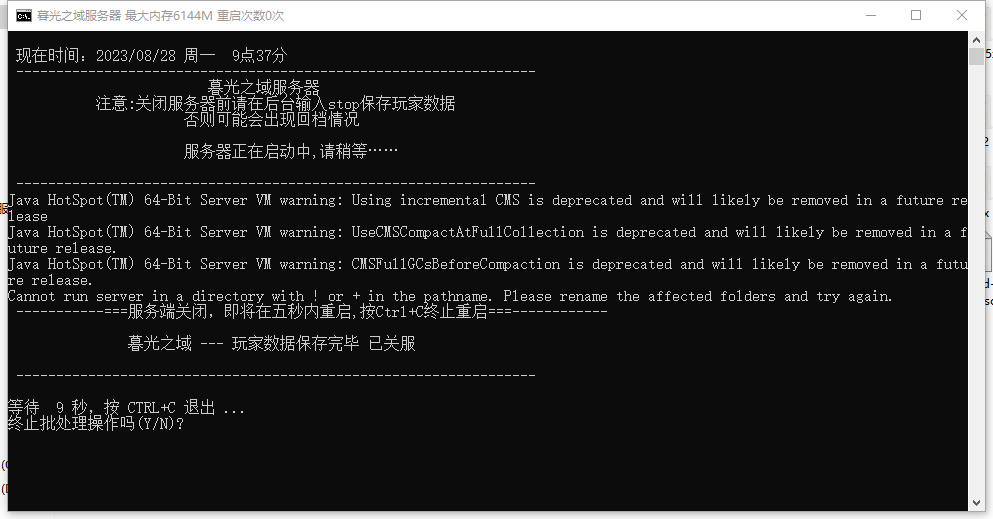 暮光之域服务器 最大内存6144M 重启次数0次
现在时间：2023/08/28 周一  9点37分
-----------------------------------------------------------------
暮光之域服务器
注意:关闭服务器前请在后台输入stop保存玩家数据
否则可能会出现回档情况
服务器正在启动中,请稍等……
-----------------------------------------------------------------
Java HotSpot(TM) 64-Bit Server VM warning: Using incremental CMS is deprecated and will likely be removed in a future re
lease
Java HotSpot(TM) 64-Bit Server VM warning: UseCMSCompactAtFullCollection is deprecated and will likely be removed in a f
uture release.
Java HotSpot(TM) 64-Bit Server VM warning: CMSFullGCsBeforeCompaction is deprecated and will likely be removed in a futu
re release.
Cannot run server in a directory with ! or + in the pathname. Please rename the affected folders and try again.
-----------===服务端关闭，即将在五秒内重启,按Ctrl+C终止重启===------------
暮光之域 --- 玩家数据保存完毕 已关服
-----------------------------------------------------------------
等待  9 秒，按 CTRL+C 退出 ...
终止批处理操作吗(Y/N)?